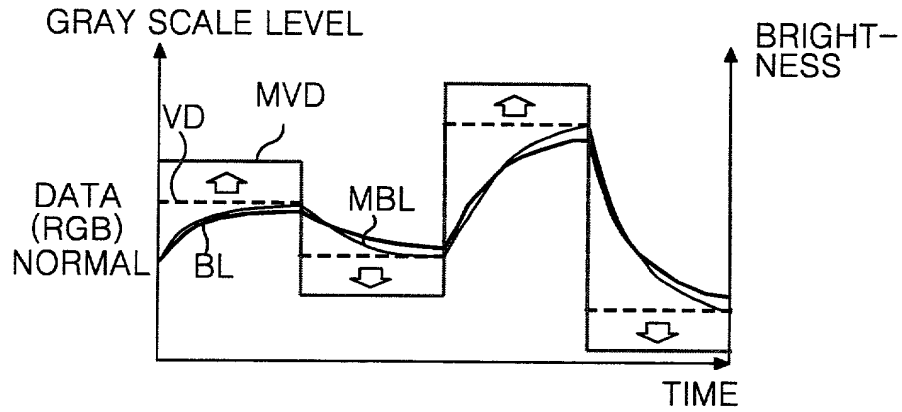 GRAY SCALE LEVEL
BRIGHT-
NESS
MVD
VD
DATA
(RGB)
NORMAL
MBL
BL
TIME